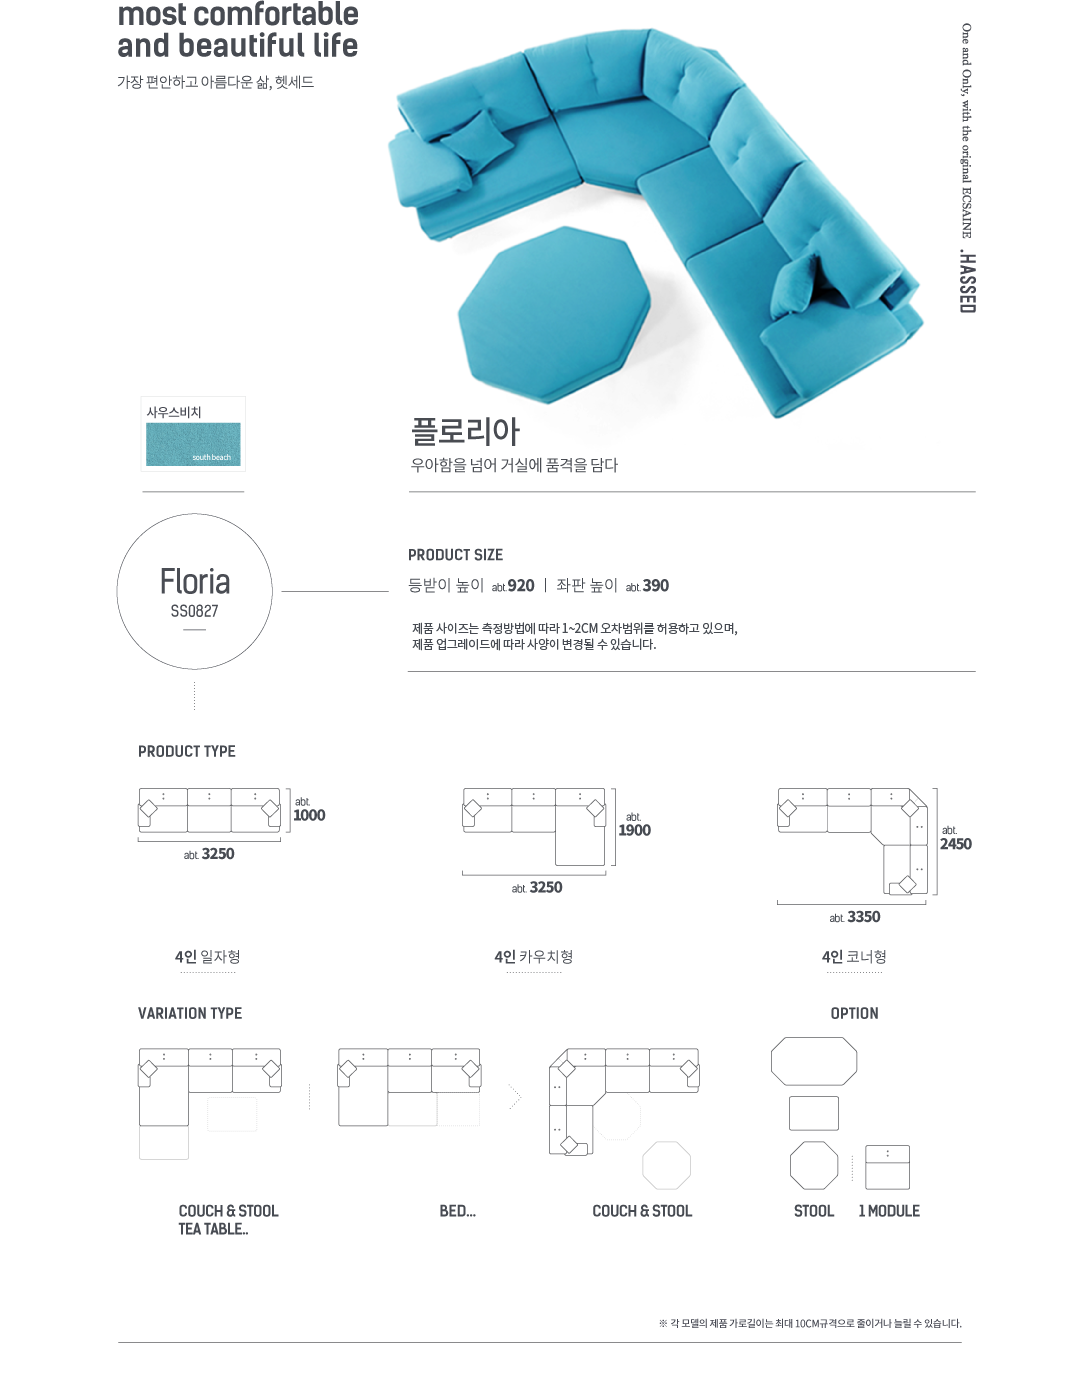 most comfortable
and beautiful life
가장 편안하고 아름다운 삶, 헷세드
One and Only, with the original ECSAINE .HASSED
사우스비치
south beach
플로리아
우아함을 넘어 거실에 품격을 담다
Floria
SS0827
PRODUCT SIZE
등받이 높이 abt.920 | 좌판 높이 abt.390
제품 사이즈는 측정방법에 따라 1~2CM 오차범위를 허용하고 있으며,
제품 업그레이드에 따라 사양이 변경될 수 있습니다.
PRODUCT TYPE
abt.
1000
abt. 3250
abt.
1900
abt. 3250
abt.
2450
abt. 3350
4인 일자형
4인 카우치형
4인 코너형
VARIATION TYPE
OPTION
COUCH & STOOL
TEA TABLE..
BED...
COUCH & STOOL
STOOL
1 MODULE
※ 각 모델의 제품 가로길이는 최대 10CM규격으로 줄이거나 늘릴 수 있습니다.